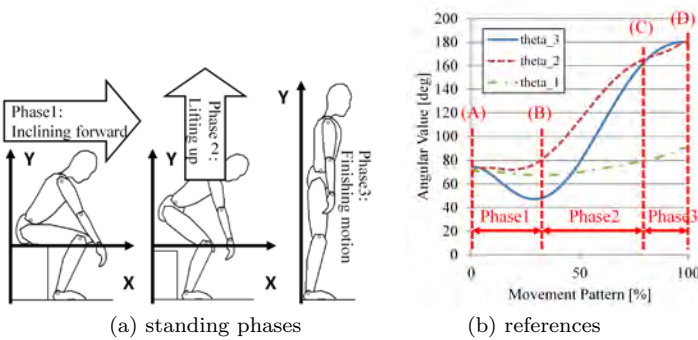 Phase1:
Inclining forward
Y
X
Phase 2:
Lifting up
Y
X
Y
Phase3:
Finishing motion
X
(a) standing phases
Angular Value [deg]
200
180
160
140
120
100
80
60
40
20
0
theta_3
theta_2
theta_1
(A)
(B)
(C)
(D)
Phase1
Phase2
Phase3
0
50
100
Movement Pattern [%]
(b) references